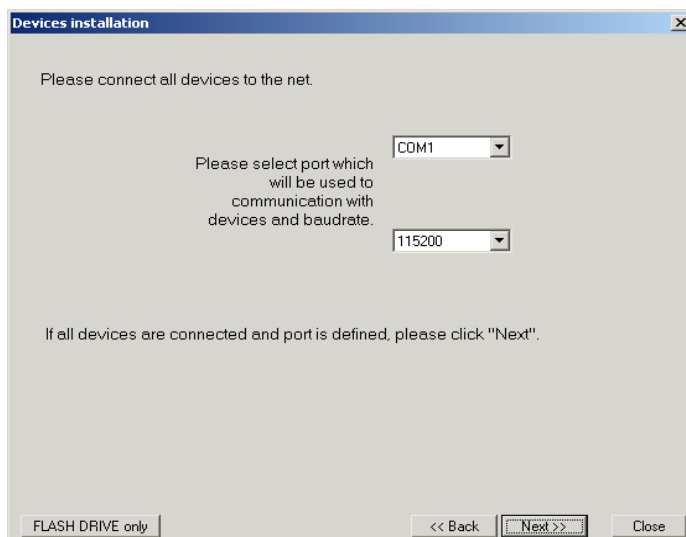 Devices installation
Please connect all devices to the net.
COM1
Please select port which
will be used to
communication with
devices and baudrate.
115200
If all devices are connected and port is defined, please click "Next".
FLASH DRIVE only
<< Back
Next >>
Close